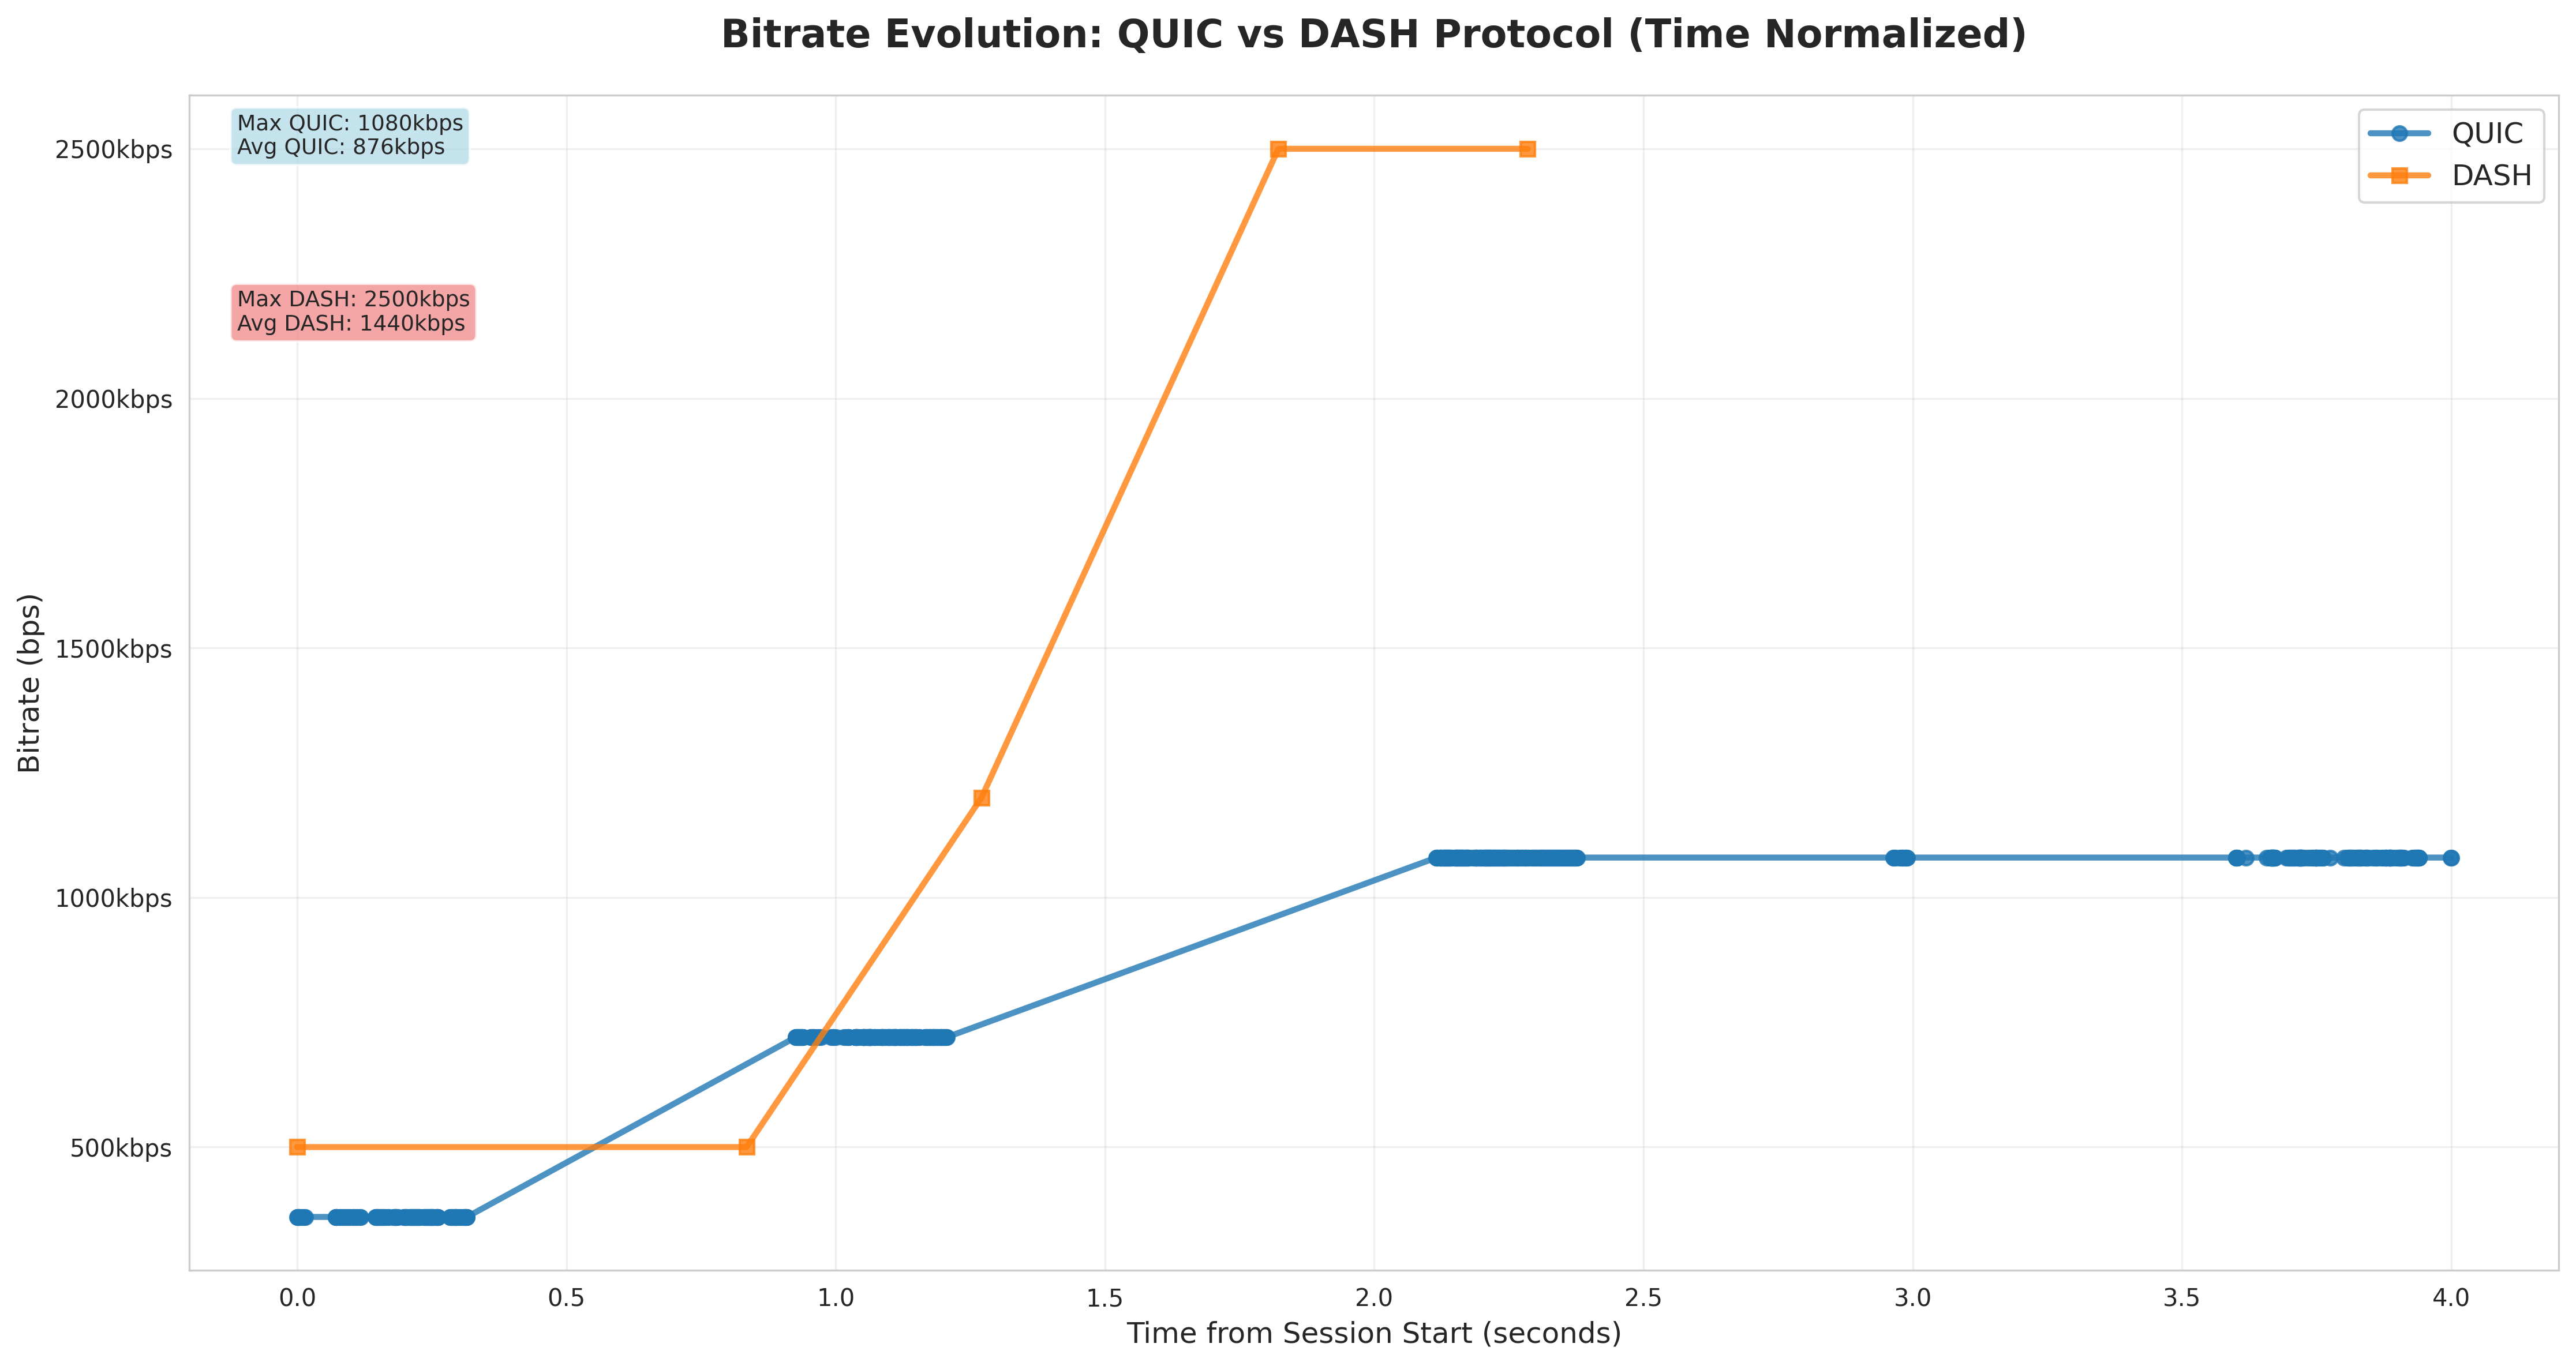 Bitrate Evolution: QUIC vs DASH Protocol (Time Normalized)
Max QUIC: 1080kbps
Avg QUIC: 876kbps
Max DASH: 2500kbps
Avg DASH: 1440kbps
QUIC
DASH
Bitrate (bps)
2500kbps
2000kbps
1500kbps
1000kbps
500kbps
0.0 0.5 1.0 1.5 2.0 2.5 3.0 3.5 4.0
Time from Session Start (seconds)